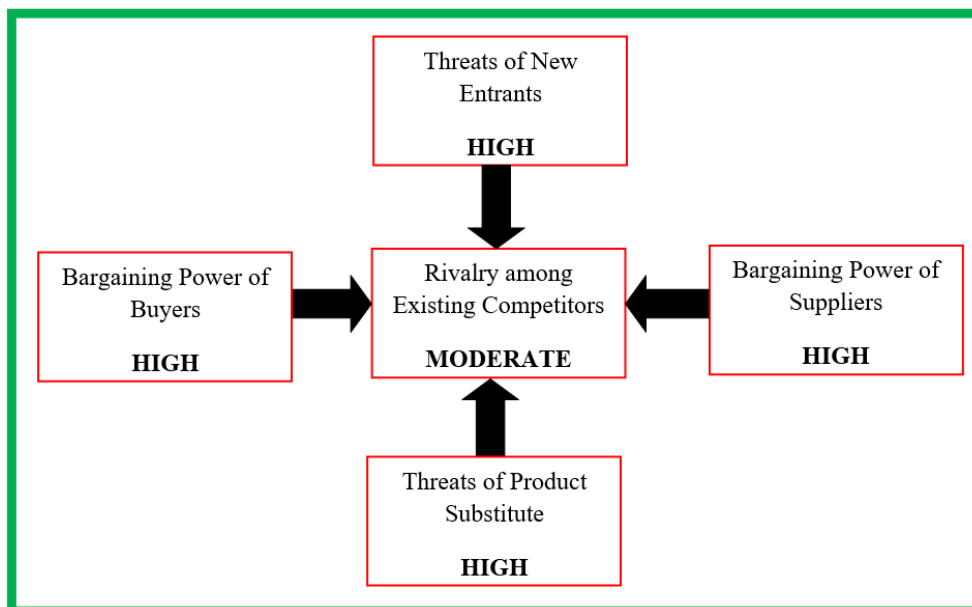 Threats of New
Entrants
HIGH
Bargaining Power of
Buyers
HIGH
Rivalry among
Existing Competitors
MODERATE
Bargaining Power of
Suppliers
HIGH
Threats of Product
Substitute
HIGH